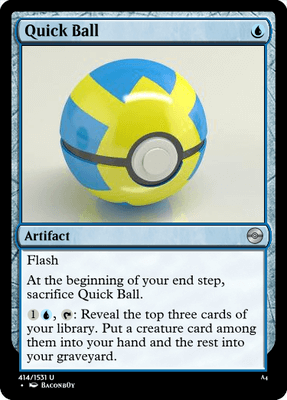 Quick Ball
Artifact
Flash
At the beginning of your end step,
sacrifice Quick Ball.
1, : Reveal the top three cards of
your library. Put a creature card among
them into your hand and the rest into
your graveyard.
414/1531 U
• BaconBoy
A4